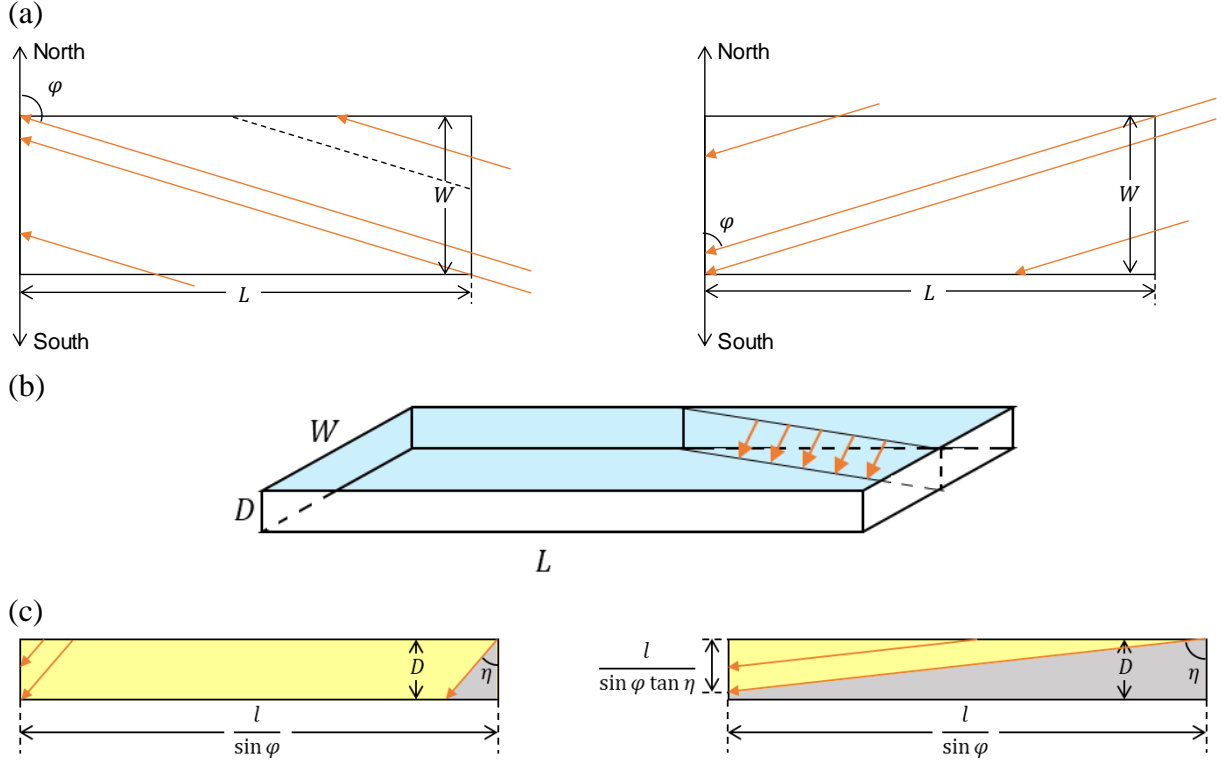 (a)
North
North
φ
W
W
φ
L
L
South
South
(b)
W
D
L
(c)
D
η
l
sin φ tan η
D
η
l
sin φ
l
sin φ